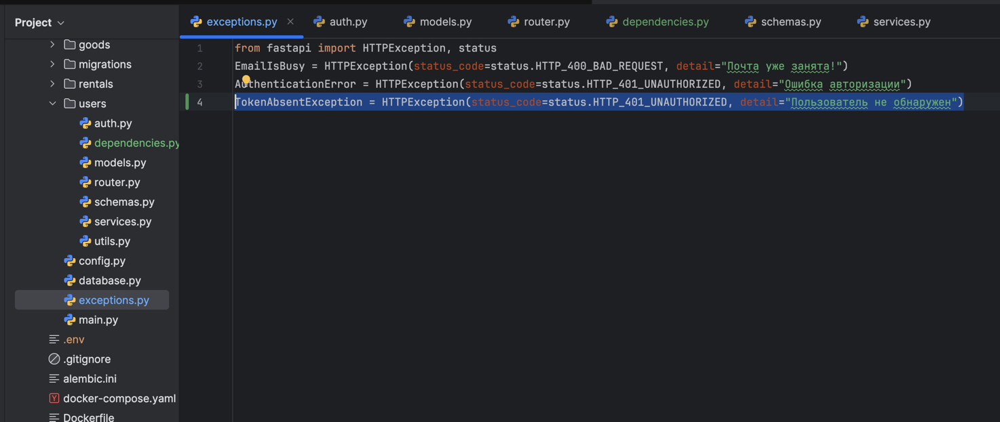 Project
exceptions.py
auth.py
models.py
router.py
dependencies.py
schemas.py
services.py
goods
migrations
rentals
users
auth.py
dependencies.py
models.py
router.py
schemas.py
services.py
utils.py
config.py
database.py
exceptions.py
main.py
.env
.gitignore
alembic.ini
docker-compose.yaml
Dockerfile
1 from fastapi import HTTPException, status
2 EmailIsBusy = HTTPException(status_code=status.HTTP_400_BAD_REQUEST, detail="Почта уже занята!")
3 AuthenticationError = HTTPException(status_code=status.HTTP_401_UNAUTHORIZED, detail="Ошибка авторизации")
4 TokenAbsentException = HTTPException(status_code=status.HTTP_401_UNAUTHORIZED, detail="Пользователь не обнаружен")